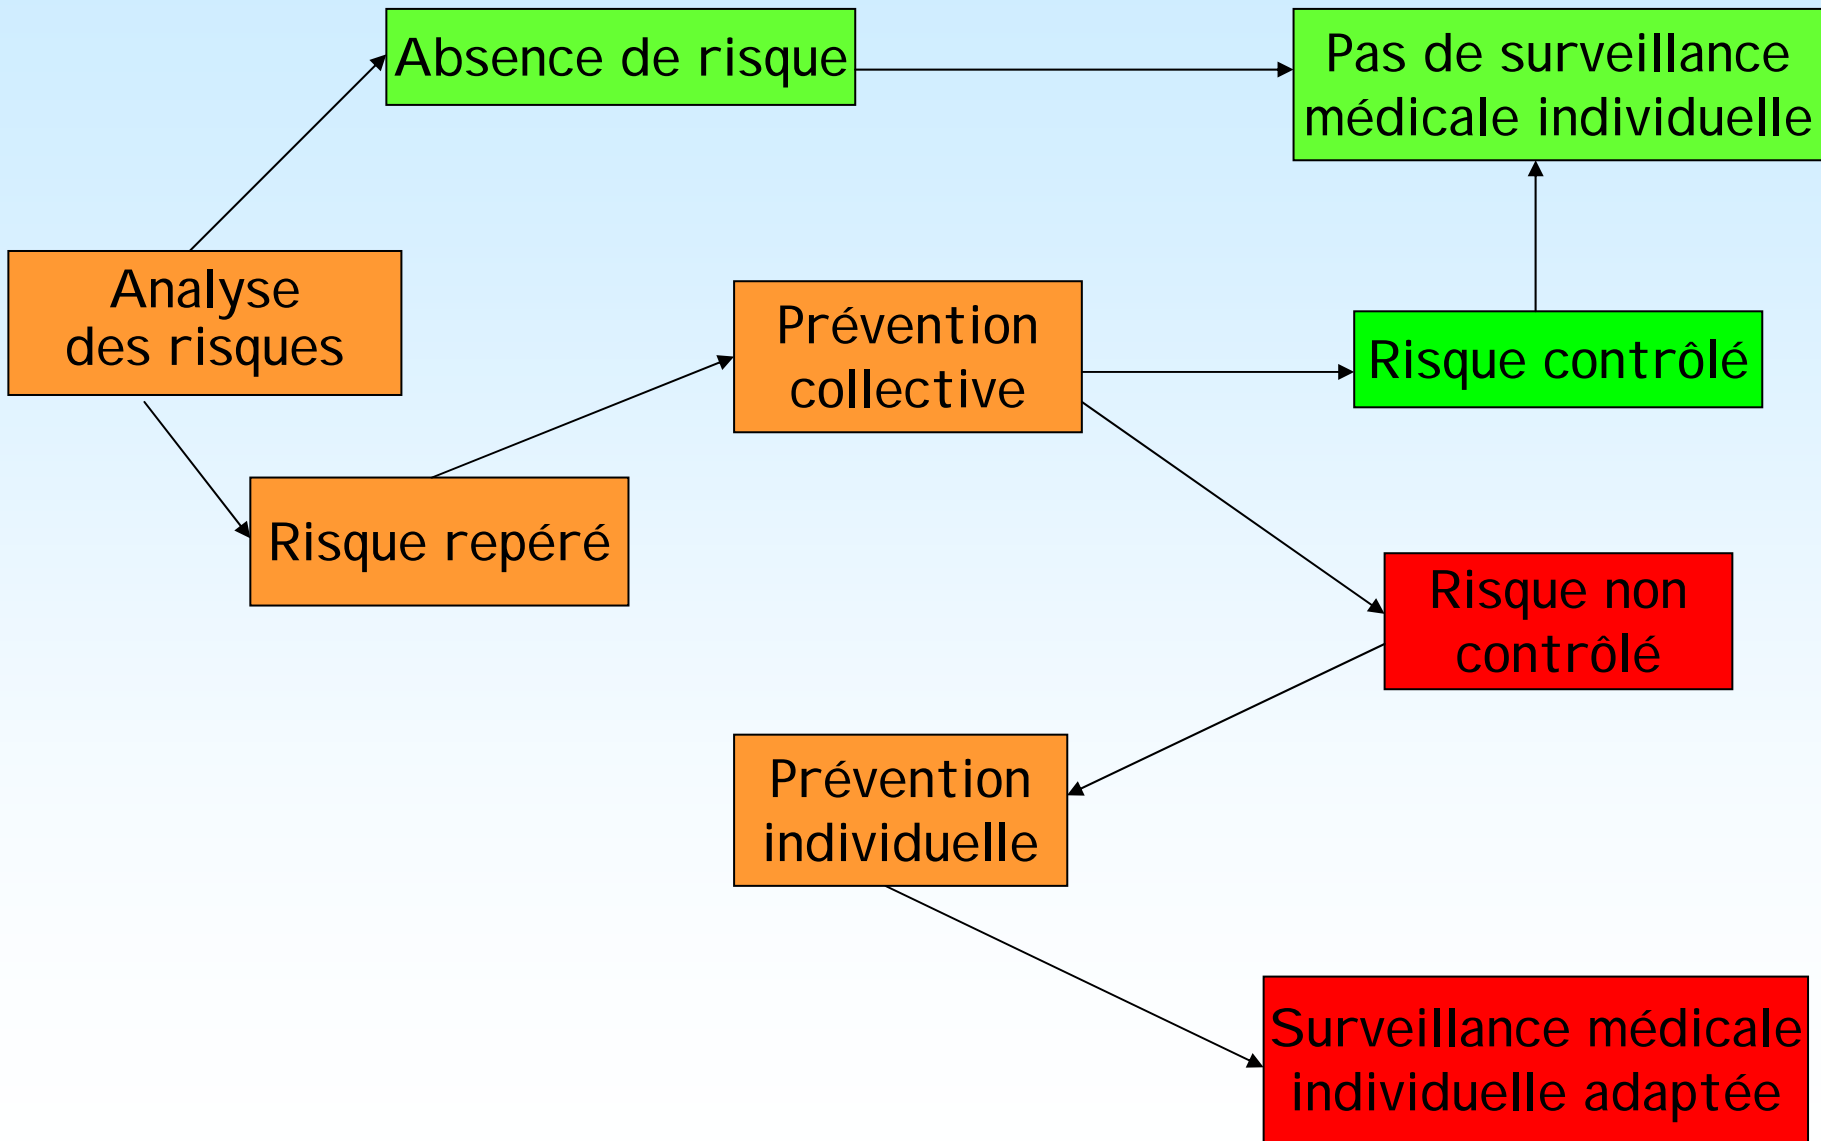 Absence de risque
Pas de surveillance
médicale individuelle
Analyse
des risques
Prévention
collective
Risque contrôlé
Risque repéré
Risque non
contrôlé
Prévention
individuelle
Surveillance médicale
individuelle adaptée